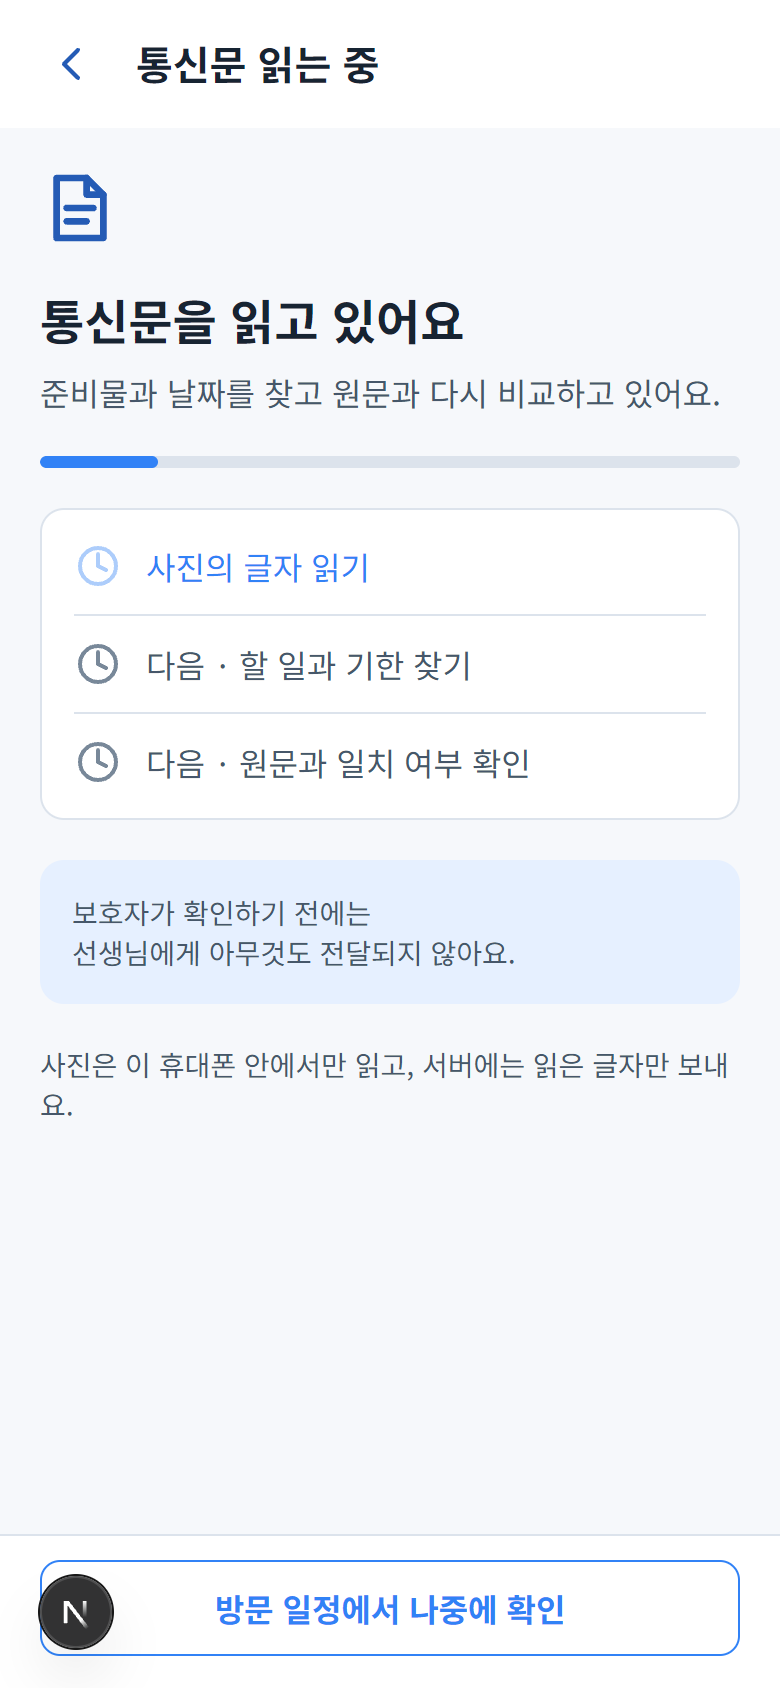 통신문 읽는 중
통신문을 읽고 있어요
준비물과 날짜를 찾고 원문과 다시 비교하고 있어요.
사진의 글자 읽기
다음 · 할 일과 기한 찾기
다음 · 원문과 일치 여부 확인
보호자가 확인하기 전에는
선생님에게 아무것도 전달되지 않아요.
사진은 이 휴대폰 안에서만 읽고, 서버에는 읽은 글자만 보내
요.
N
방문 일정에서 나중에 확인